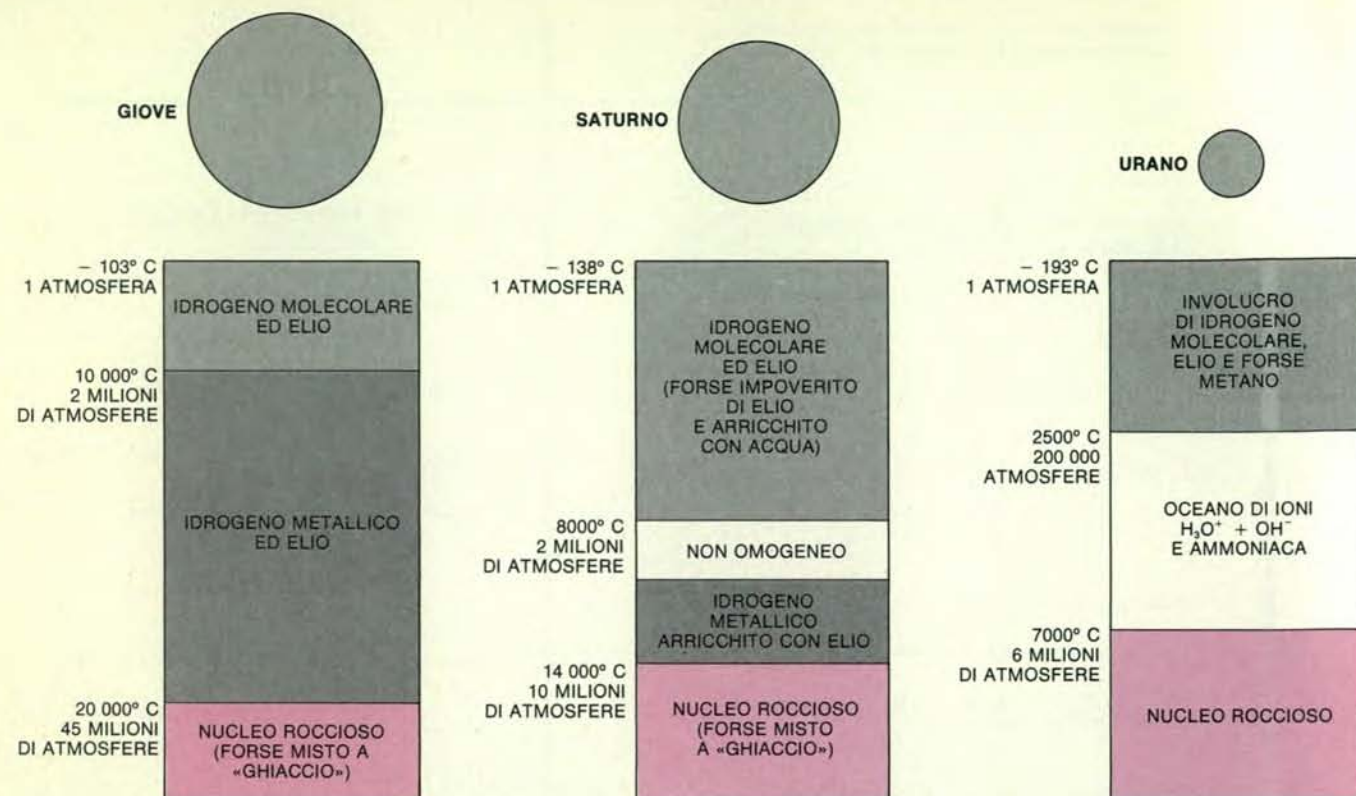 GIOVE
− 103° C
1 ATMOSFERA
IDROGENO MOLECOLARE
ED ELIO
10 000° C
2 MILIONI
DI ATMOSFERE
IDROGENO METALLICO
ED ELIO
20 000° C
45 MILIONI
DI ATMOSFERE
NUCLEO ROCCIOSO
(FORSE MISTO A
«GHIACCIO»)
SATURNO
− 138° C
1 ATMOSFERA
IDROGENO
MOLECOLARE
ED ELIO
(FORSE IMPOVERITO
DI ELIO
E ARRICCHITO
CON ACQUA)
8000° C
2 MILIONI
DI ATMOSFERE
NON OMOGENEO
IDROGENO
METALLICO
ARRICCHITO CON ELIO
14 000° C
10 MILIONI
DI ATMOSFERE
NUCLEO ROCCIOSO
(FORSE MISTO
A «GHIACCIO»)
URANO
− 193° C
1 ATMOSFERA
INVOLUCRO
DI IDROGENO
MOLECOLARE,
ELIO E FORSE
METANO
2500° C
200 000
ATMOSFERE
OCEANO DI IONI
H₃O⁺ + OH⁻
E AMMONIACA
7000° C
6 MILIONI
DI ATMOSFERE
NUCLEO ROCCIOSO